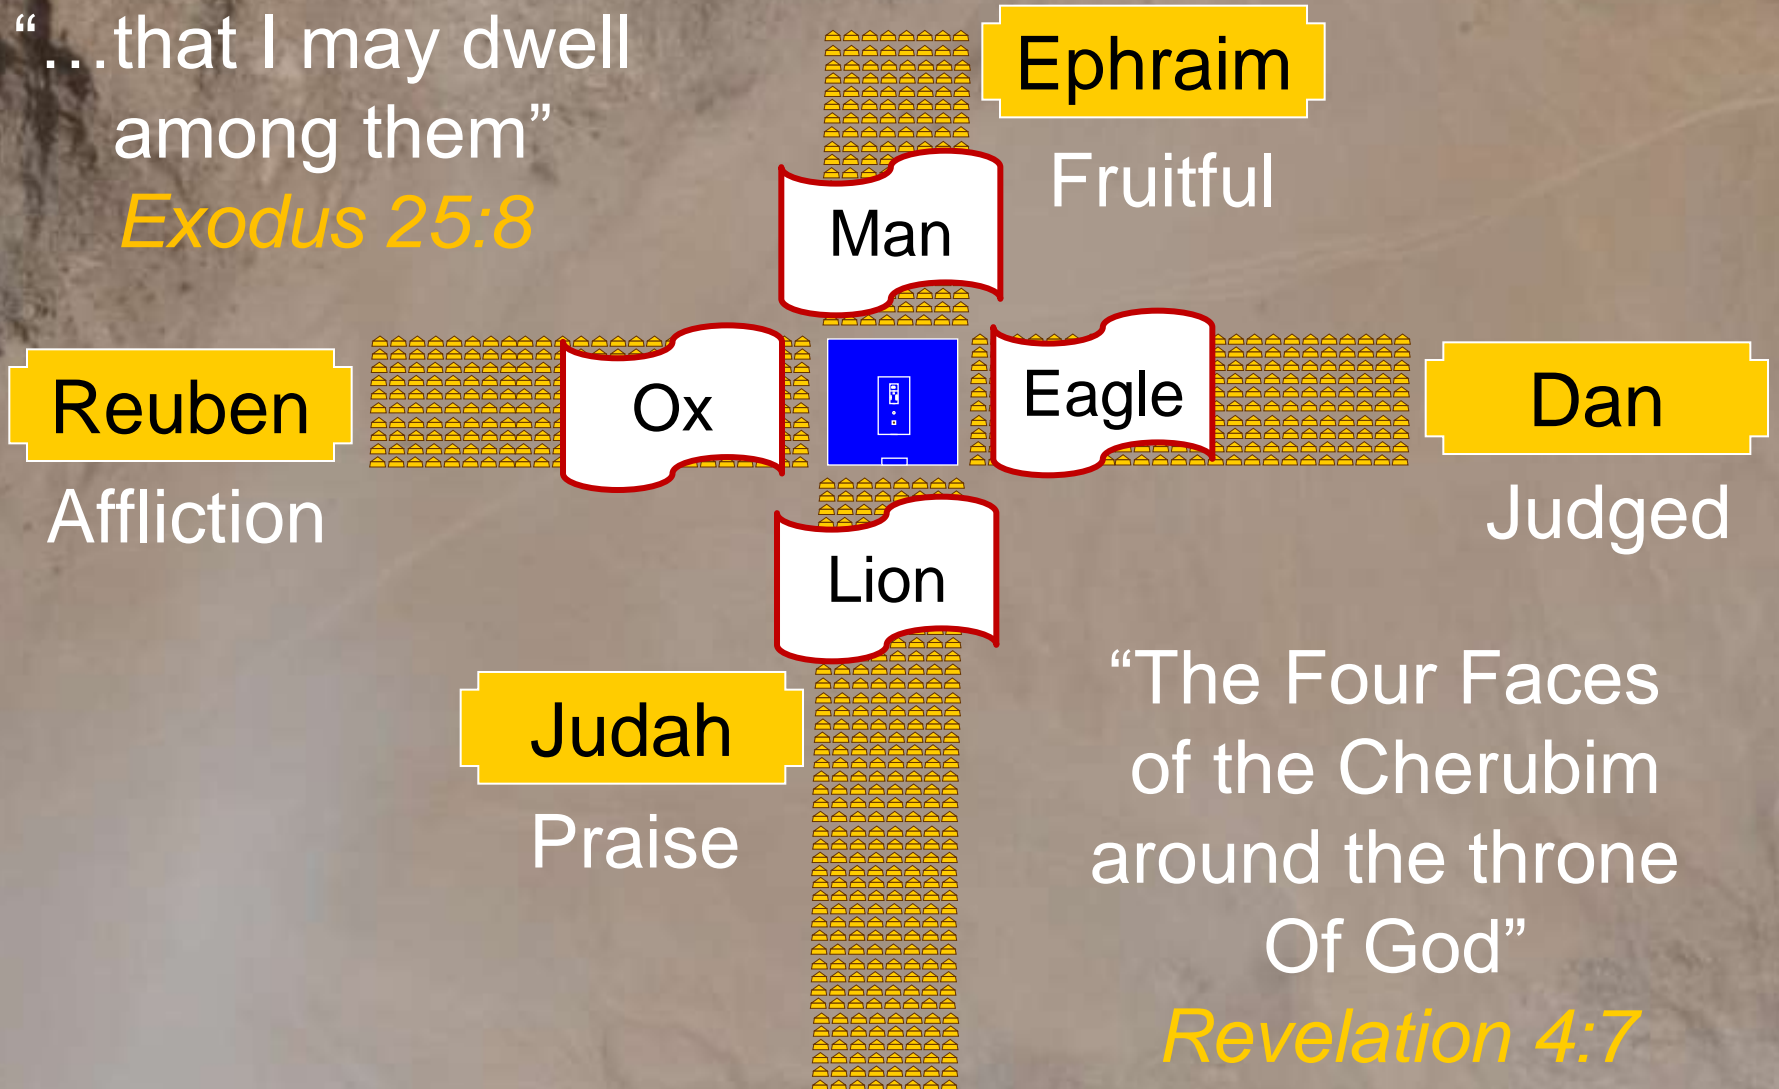 “…that I may dwell
among them”
Exodus 25:8
Ephraim
Fruitful
Man
Reuben
Affliction
Ox
Eagle
Dan
Judged
Lion
Judah
Praise
“The Four Faces
of the Cherubim
around the throne
Of God”
Revelation 4:7